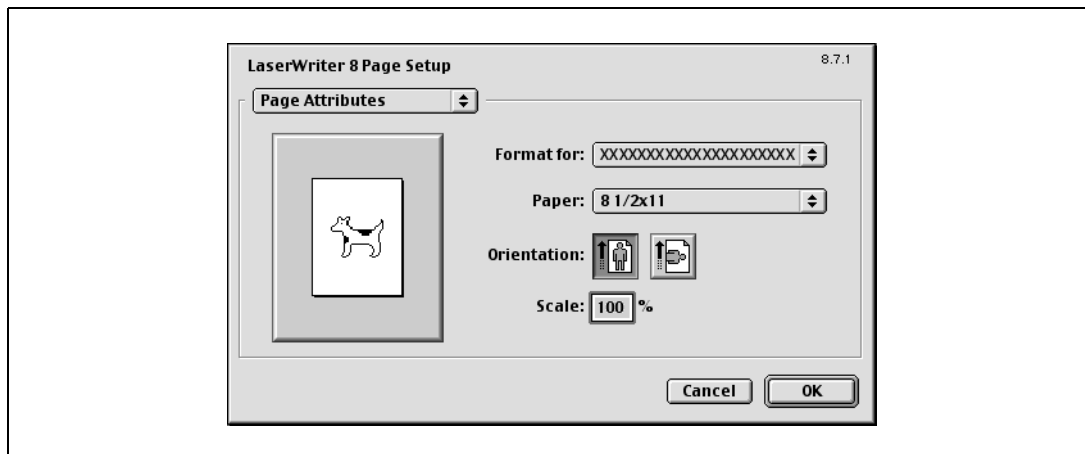 LaserWriter 8 Page Setup 8.7.1
Page Attributes
Format for: XXXXXXXXXXXXXXXXXXXXX
Paper: 8 1/2x11
Orientation:
Scale: 100 %
Cancel OK